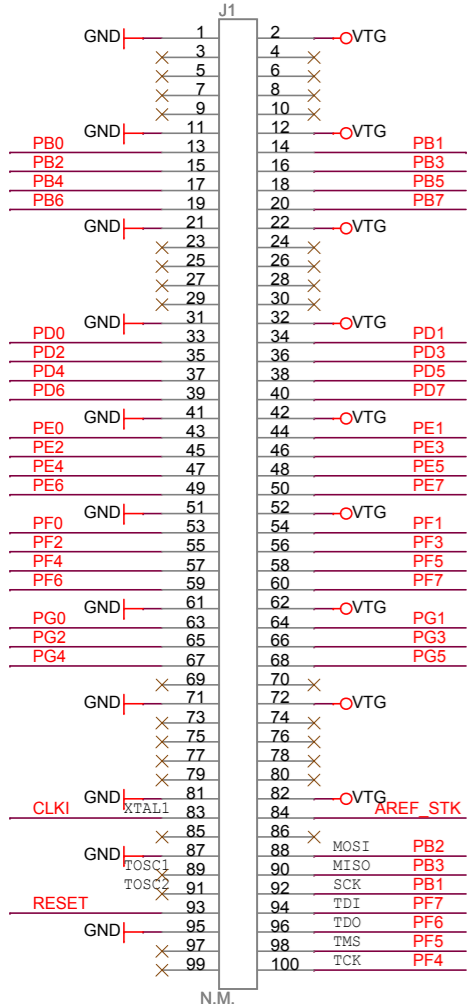 J1
GND 1 2 VTG
3 4
5 6
7 8
9 10
GND 11 12 VTG
PB0 13 14 PB1
PB2 15 16 PB3
PB4 17 18 PB5
PB6 19 20 PB7
GND 21 22 VTG
23 24
25 26
27 28
29 30
GND 31 32 VTG
PD0 33 34 PD1
PD2 35 36 PD3
PD4 37 38 PD5
PD6 39 40 PD7
GND 41 42 VTG
PE0 43 44 PE1
PE2 45 46 PE3
PE4 47 48 PE5
PE6 49 50 PE7
GND 51 52 VTG
PF0 53 54 PF1
PF2 55 56 PF3
PF4 57 58 PF5
PF6 59 60 PF7
GND 61 62 VTG
PG0 63 64 PG1
PG2 65 66 PG3
PG4 67 68 PG5
69 70
GND 71 72 VTG
73 74
75 76
77 78
79 80
GND 81 82 VTG
CLKI XTAL1 83 84 AREF_STK
85 86
GND 87 88 MOSI PB2
TOSC1 89 90 MISO PB3
TOSC2 91 92 SCK PB1
RESET 93 94 TDI PF7
GND 95 96 TDO PF6
97 98 TMS PF5
99 100 TCK PF4
N.M.